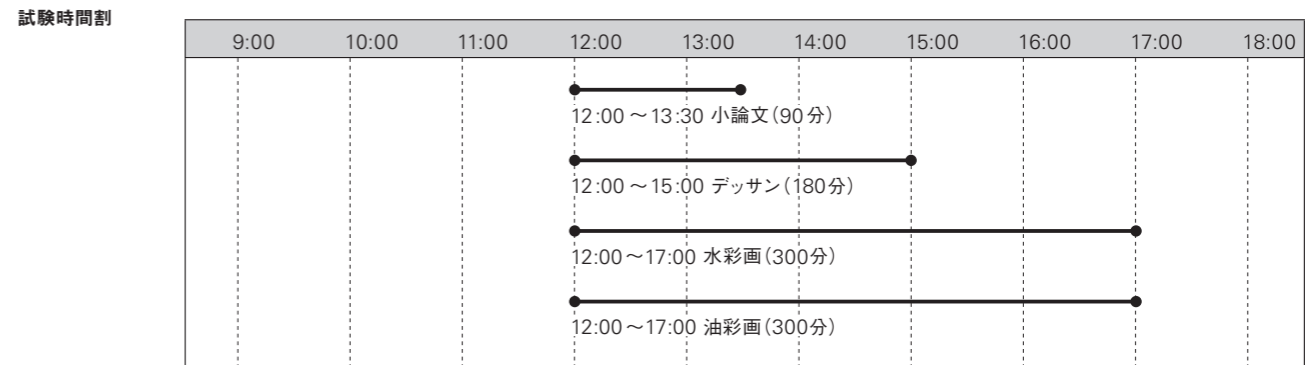 試験時間割
9:00 10:00 11:00 12:00 13:00 14:00 15:00 16:00 17:00 18:00
12:00～13:30 小論文（90分）
12:00～15:00 デッサン（180分）
12:00～17:00 水彩画（300分）
12:00～17:00 油彩画（300分）